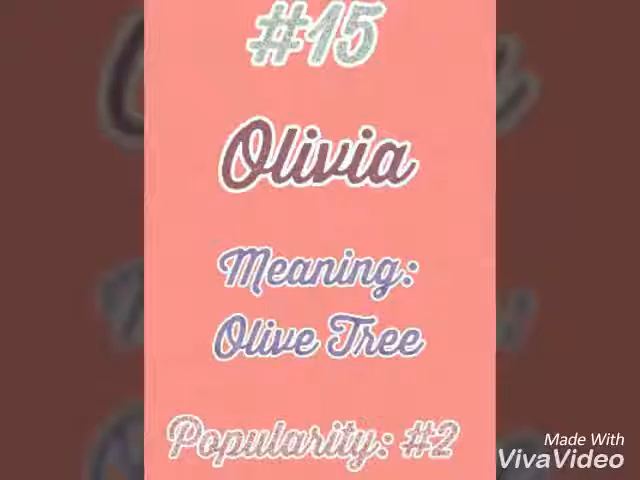 #15
Olivia
Meaning:
Olive Tree
Popularity: #2
Made With
VivaVideo